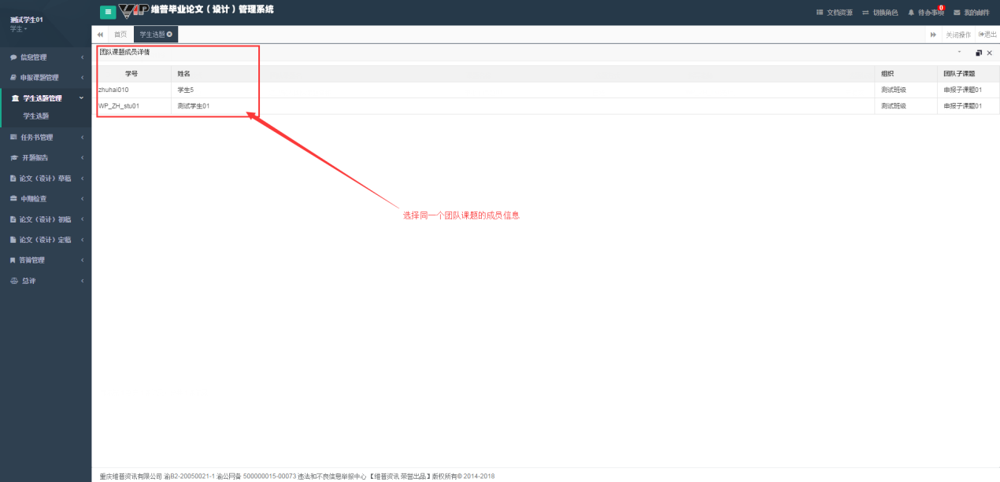 测试学生01
学生
VIP 维普毕业论文（设计）管理系统
文档资源 切换角色 待办事项 0 我的邮件
首页 学生选题 关闭操作 退出
团队课题成员详情
学号 姓名 组织 团队子课题
zhuhai010 学生5 测试班级 申报子课题01
WP_ZH_stu01 测试学生01 测试班级 申报子课题01
选择同一个团队课题的成员信息
信息管理
申报课题管理
学生选题管理
学生选题
任务书管理
开题报告
论文（设计）草稿
中期检查
论文（设计）初稿
论文（设计）定稿
答辩管理
总评
重庆维普资讯有限公司 渝B2-20050021-1 渝公网备 500000015-00073 违法和不良信息举报中心 【维普资讯 荣誉出品】版权所有© 2014-2018